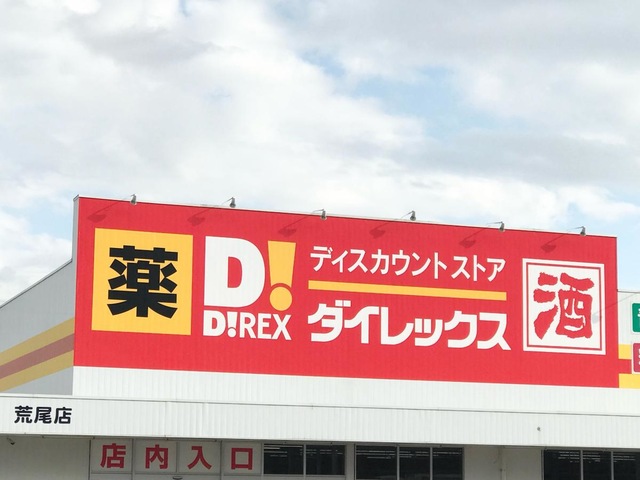 薬
D!
D!REX
ディスカウントストア
ダイレックス
酒
荒尾店
店内入口